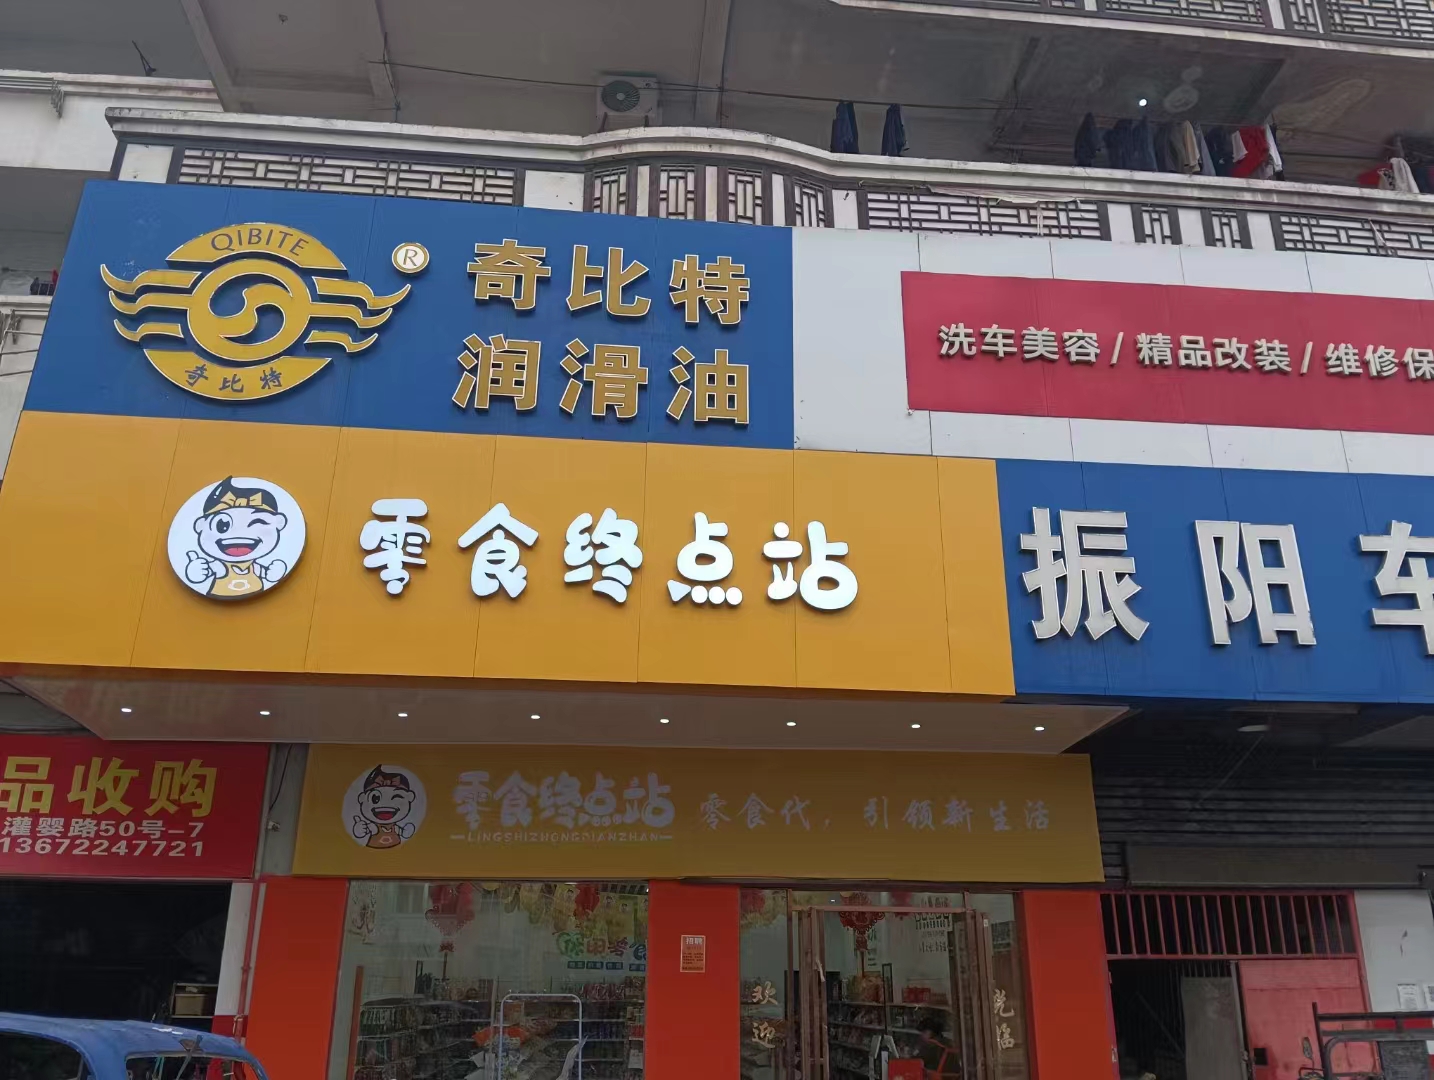 QIBITE
奇比特
®
奇比特
润滑油
洗车美容/精品改装/维修保
零食终点站
振阳车
品收购
灌婴路50号-7
13672247721
零食终点站
LINGSHIZHONGDIANZHAN
零食代，引领新生活
招聘
欢迎
光临